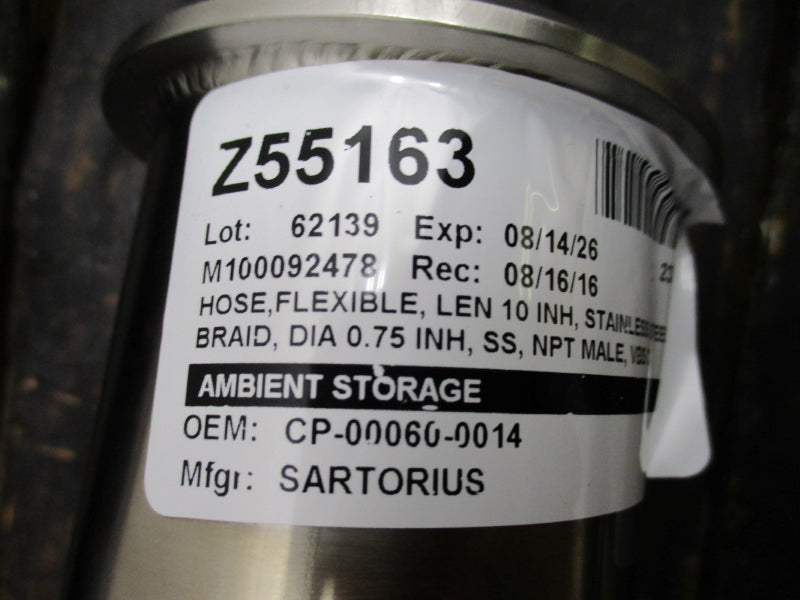 Z55163
Lot: 62139 Exp: 08/14/26
M100092478 Rec: 08/16/16
HOSE,FLEXIBLE, LEN 10 INH, STAINLESS
BRAID, DIA 0.75 INH, SS, NPT MALE,
AMBIENT STORAGE
OEM: CP-00060-0014
Mfgr: SARTORIUS